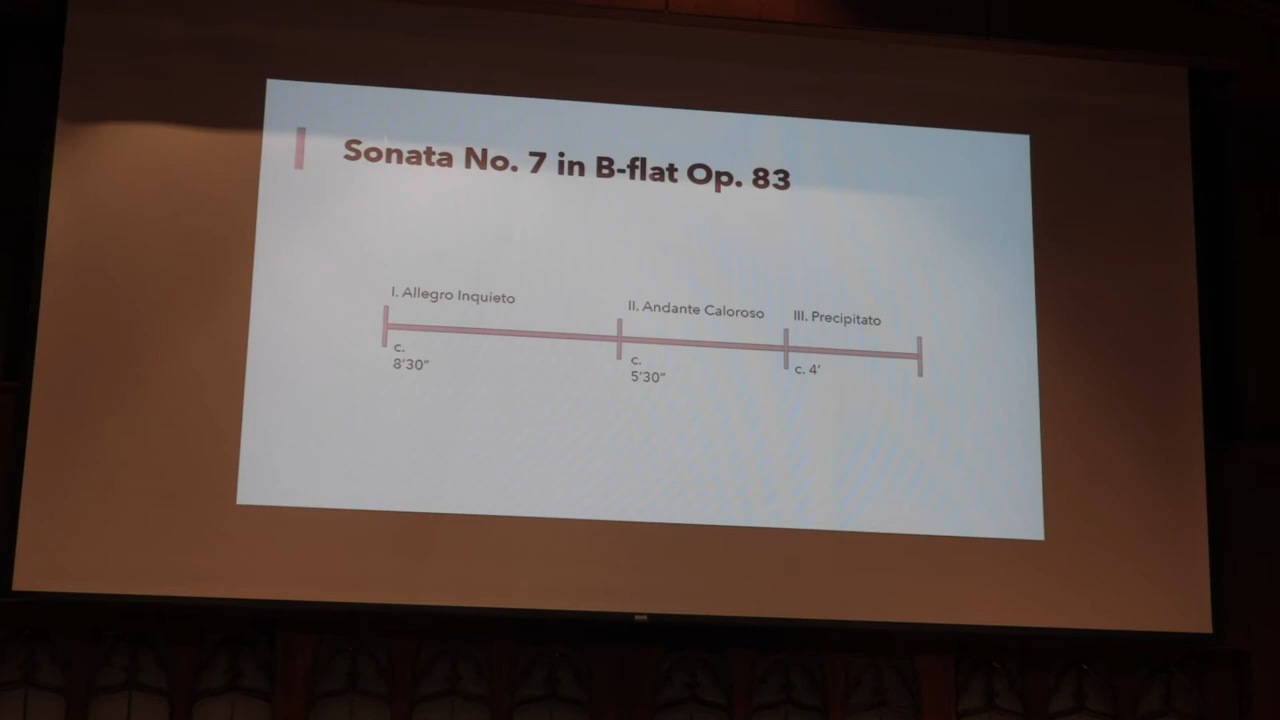 Sonata No. 7 in B-flat Op. 83
I. Allegro Inquieto
II. Andante Caloroso
III. Precipitato
c.
8'30"
c.
5'30"
c. 4'